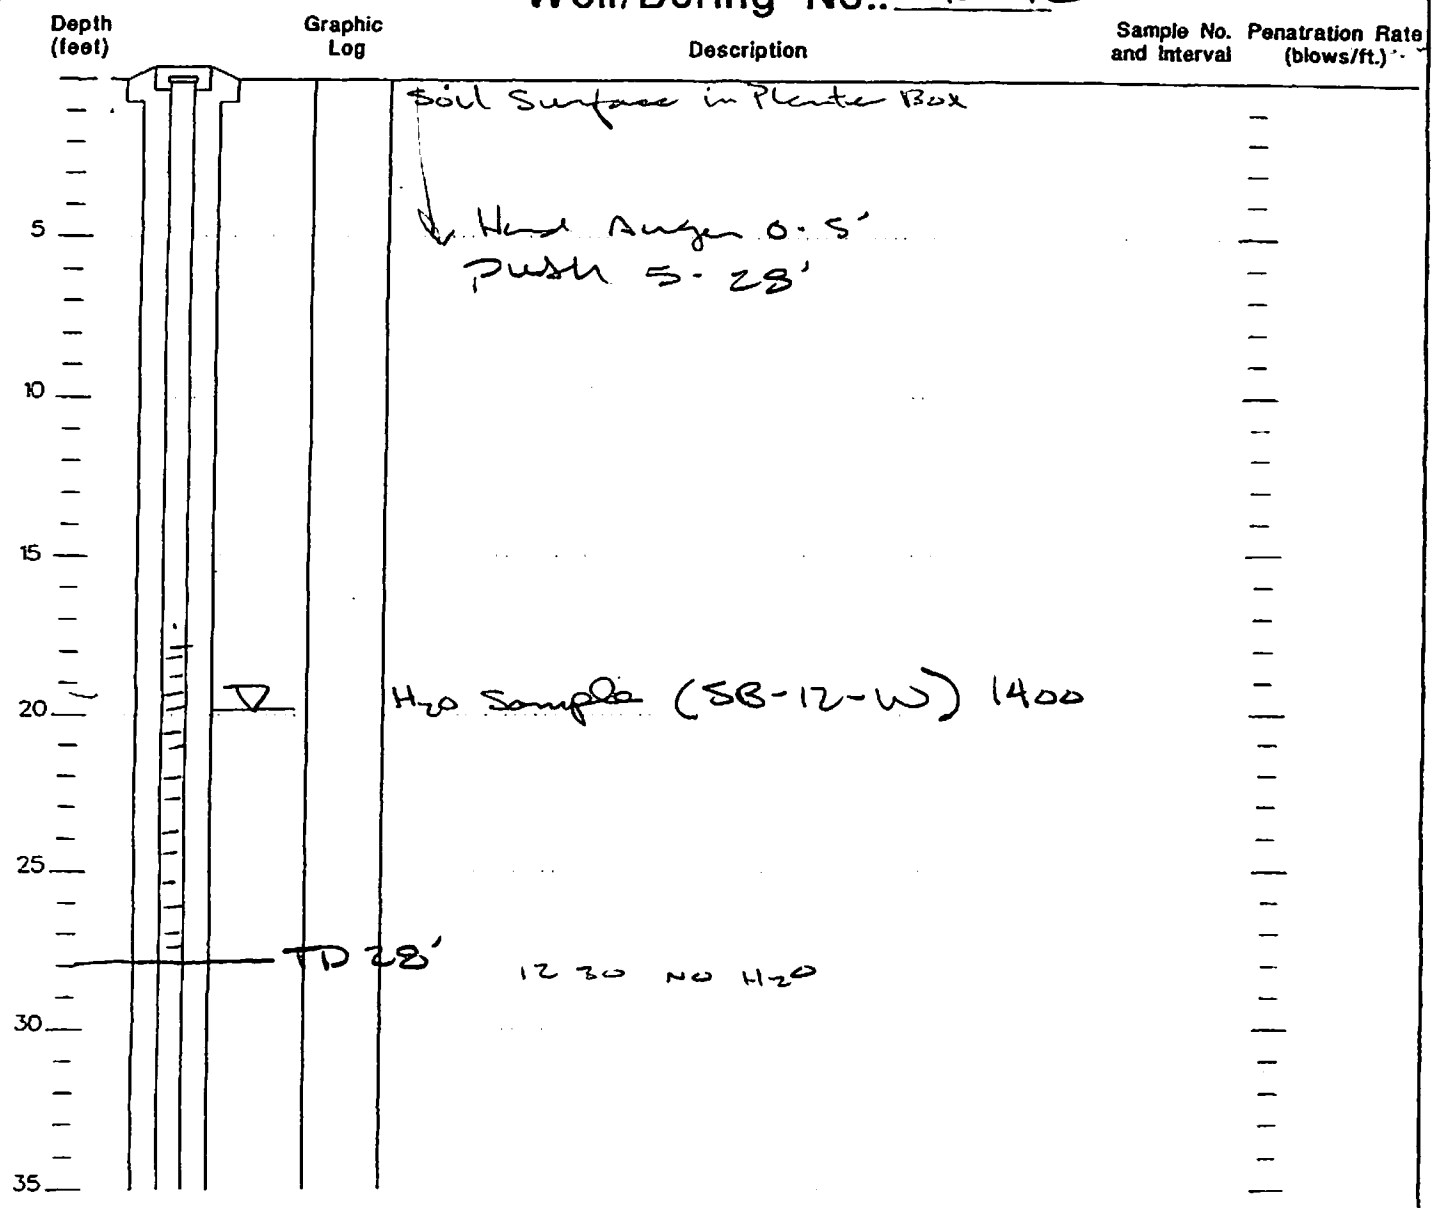 Well/Boring No.:
Depth (feet)
Graphic Log
Description
Sample No. and Interval
Penatration Rate (blows/ft.)
Soil Surface in Planter Box
Hand Auger 0-5'
5
Push 5-28'
10
15
H2O Sample (SB-12-W) 1400
20
25
TD 28'
1230 NO H2O
30
35